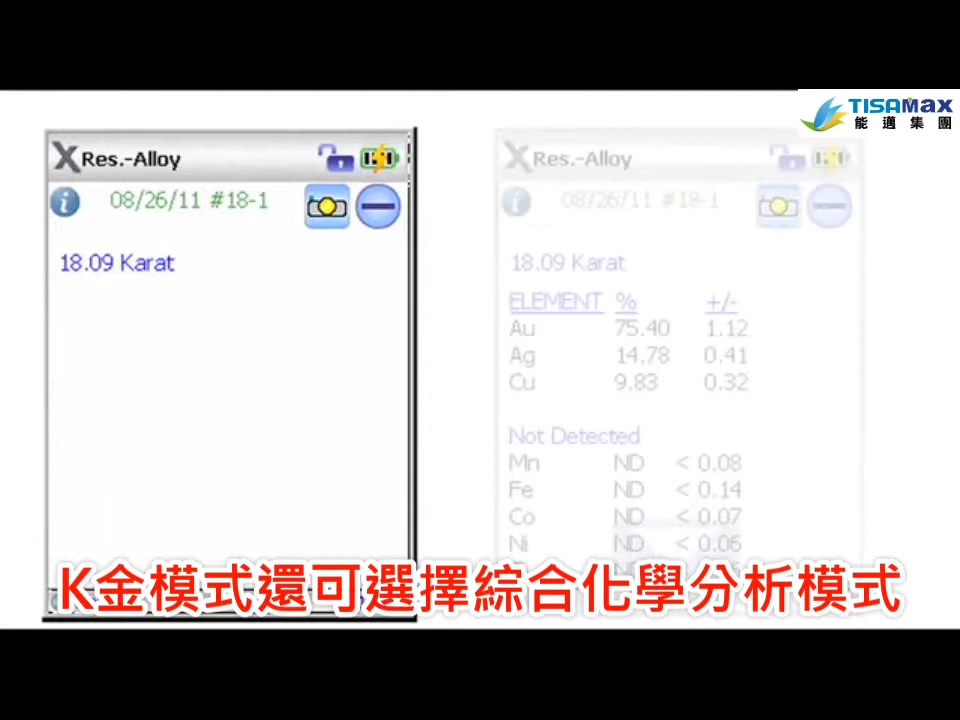 TISAMAX
能邁集團
Res.-Alloy
08/26/11 #18-1
18.09 Karat
Res.-Alloy
08/26/11 #18-1
18.09 Karat
ELEMENT % +/-
Au 75.40 1.12
Ag 14.78 0.41
Cu 9.83 0.32
Not Detected
Mn ND < 0.08
Fe ND < 0.14
Co ND < 0.07
Ni ND < 0.06
K金模式還可選擇綜合化學分析模式